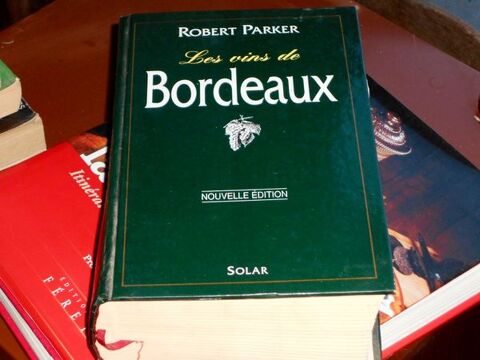 ROBERT PARKER
Les vins de
Bordeaux
NOUVELLE ÉDITION
SOLAR